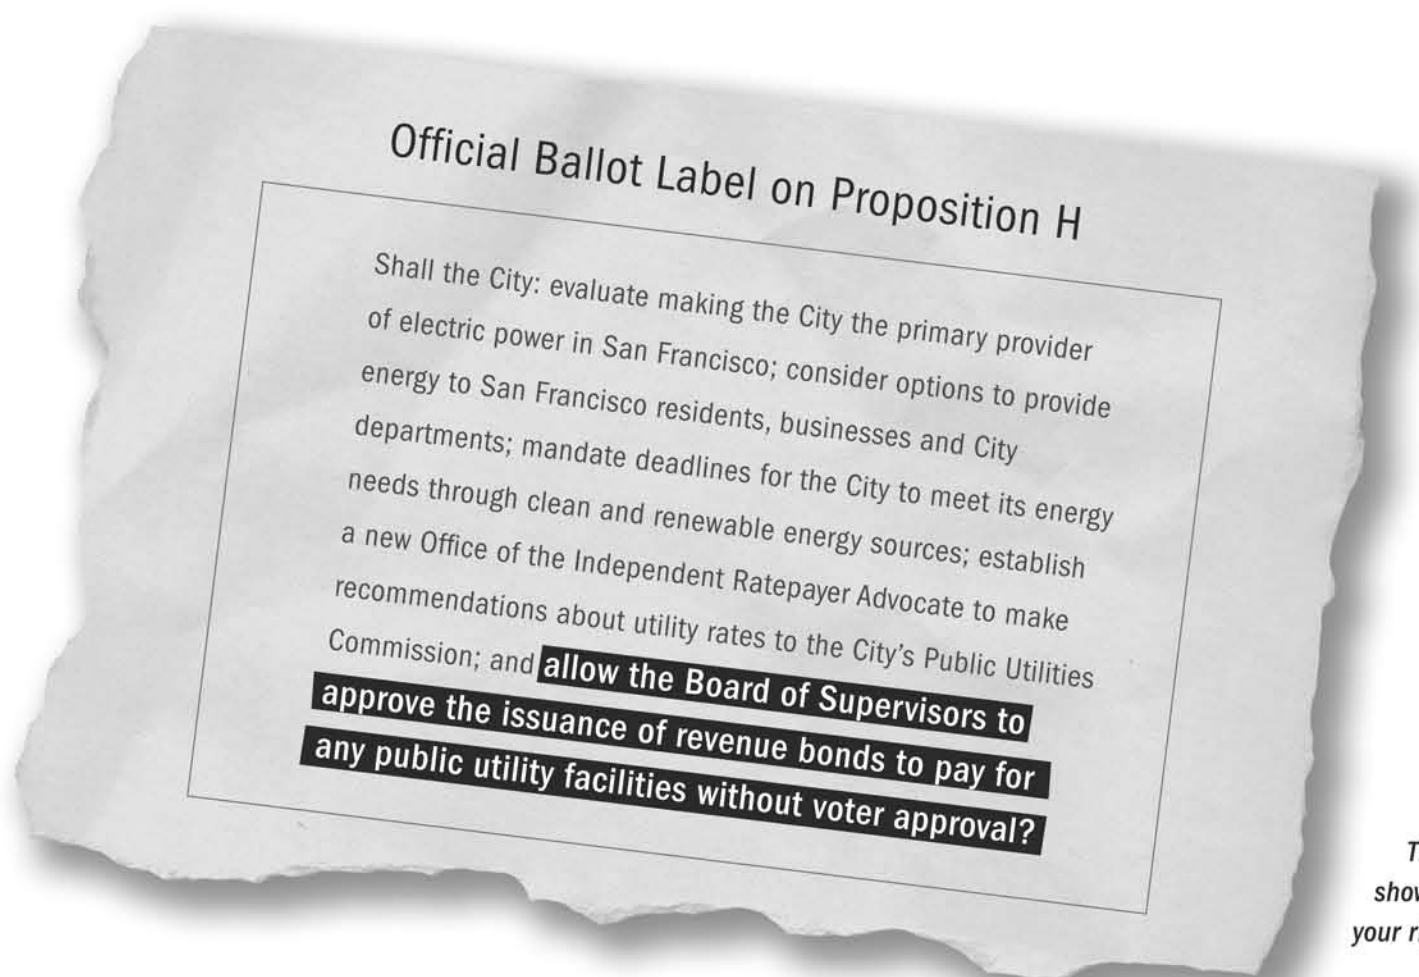 Official Ballot Label on Proposition H
Shall the City: evaluate making the City the primary provider
of electric power in San Francisco; consider options to provide
energy to San Francisco residents, businesses and City
departments; mandate deadlines for the City to meet its energy
needs through clean and renewable energy sources; establish
a new Office of the Independent Ratepayer Advocate to make
recommendations about utility rates to the City’s Public Utilities
Commission; and allow the Board of Supervisors to
approve the issuance of revenue bonds to pay for
any public utility facilities without voter approval?
your